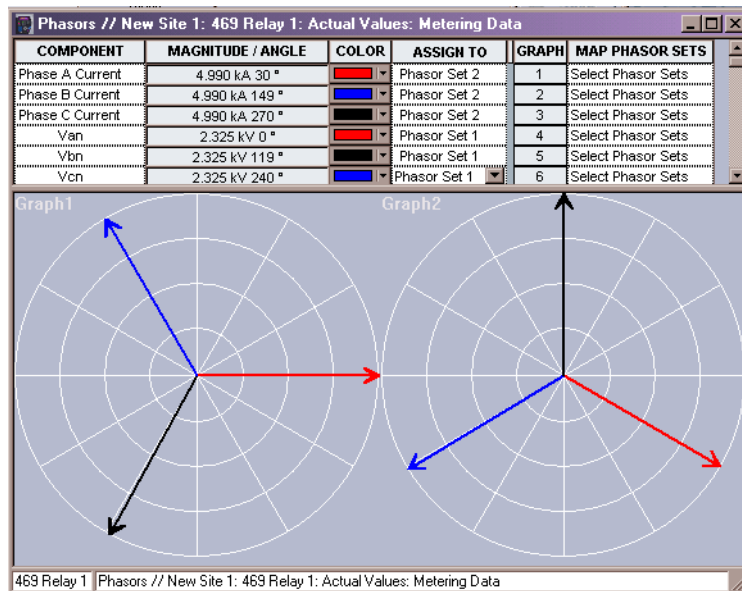 Phasors // New Site 1: 469 Relay 1: Actual Values: Metering Data
COMPONENT MAGNITUDE / ANGLE COLOR ASSIGN TO GRAPH MAP PHASOR SETS
Phase A Current 4.990 kA 30 ° Phasor Set 2 1 Select Phasor Sets
Phase B Current 4.990 kA 149 ° Phasor Set 2 2 Select Phasor Sets
Phase C Current 4.990 kA 270 ° Phasor Set 2 3 Select Phasor Sets
Van 2.325 kV 0 ° Phasor Set 1 4 Select Phasor Sets
Vbn 2.325 kV 119 ° Phasor Set 1 5 Select Phasor Sets
Vcn 2.325 kV 240 ° Phasor Set 1 6 Select Phasor Sets
Graph1 Graph2
469 Relay 1 Phasors // New Site 1: 469 Relay 1: Actual Values: Metering Data